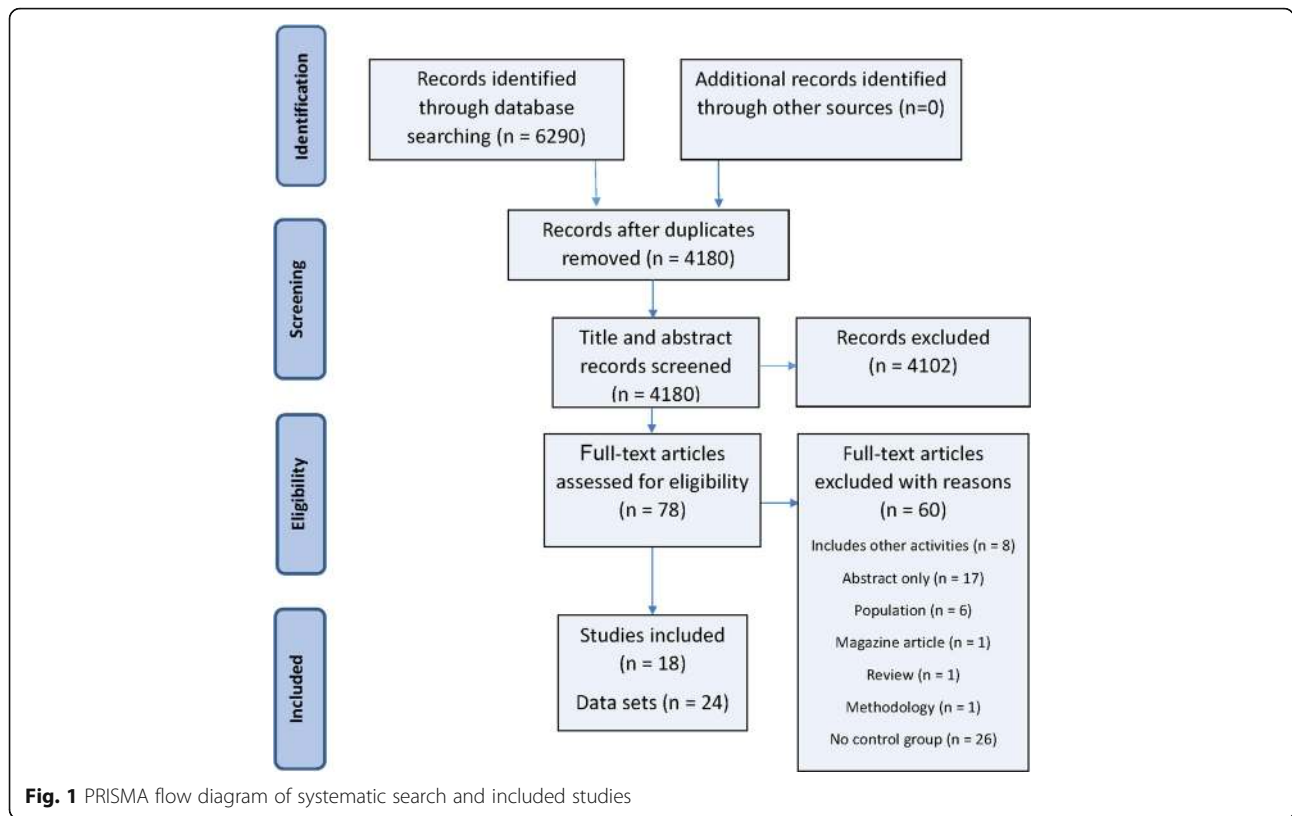 Identification
Records identified
through database
searching (n = 6290)
Additional records identified
through other sources (n=0)
Screening
Records after duplicates
removed (n = 4180)
Title and abstract
records screened
(n = 4180)
Records excluded
(n = 4102)
Eligibility
Full-text articles
assessed for eligibility
(n = 78)
Full-text articles
excluded with reasons
(n = 60)
Includes other activities (n = 8)
Abstract only (n = 17)
Population (n = 6)
Magazine article (n = 1)
Review (n = 1)
Methodology (n = 1)
No control group (n = 26)
Included
Studies included
(n = 18)
Data sets (n = 24)
Fig. 1 PRISMA flow diagram of systematic search and included studies